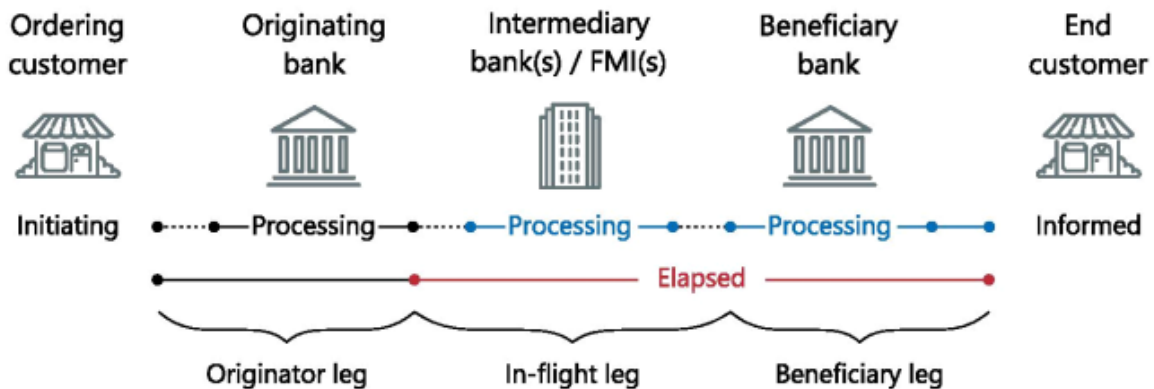 Ordering
customer
Originating
bank
Intermediary
bank(s) / FMI(s)
Beneficiary
bank
End
customer
Initiating
Processing
Processing
Processing
Informed
Elapsed
Originator leg
In-flight leg
Beneficiary leg